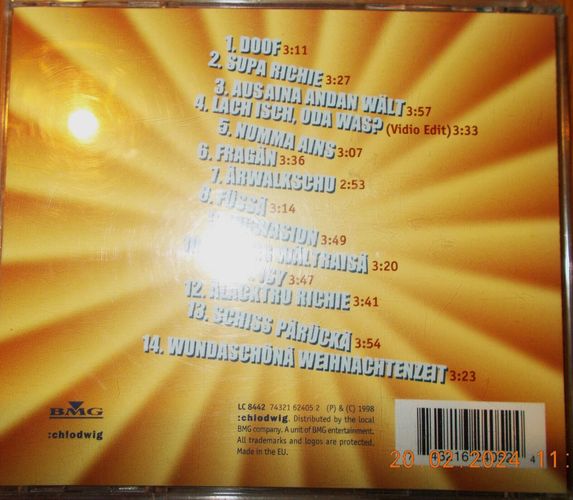 1. DOOF 3:11
2. SUPA RICHIE 3:27
3. AUS AINA ANDAN WÄLT 3:57
4. LACH ISCH, ODA WAS? (Vidio Edit) 3:33
5. NUMMA AINS 3:07
6. FRAGÄN 3:36
7. ÄRWALKSCHU 2:53
8. FÜSSÄ 3:14
3:49
WÄLTRAISÄ 3:20
3:47
12. ÄLÄCKTRO RICHIE 3:41
13. SCHISS PÄRÜCKÄ 3:54
14. WUNDASCHÖNÄ WEIHNACHTENZEIT 3:23
BMG
:chlodwig
LC 8442 74321 62405 2 (P) & (C) 1998
:chlodwig. Distributed by the local
BMG company. A unit of BMG entertainment.
All trademarks and logos are protected.
Made in the EU.
20 02 2024 11: